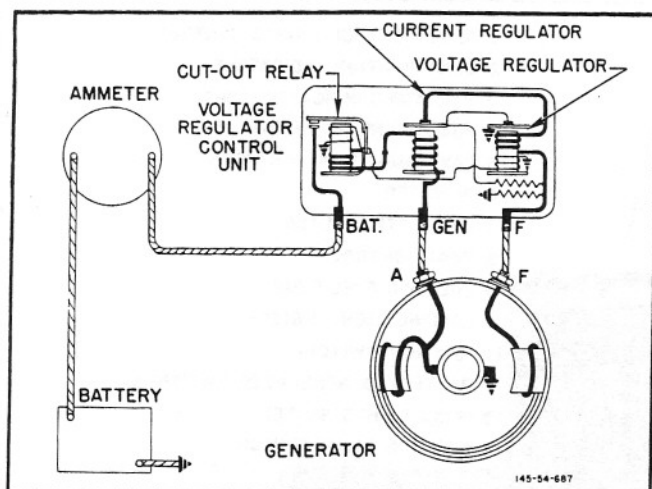 CURRENT REGULATOR
CUT-OUT RELAY
VOLTAGE REGULATOR
AMMETER
VOLTAGE
REGULATOR
CONTROL
UNIT
BAT.
GEN
F
A
F
BATTERY
GENERATOR
145-54-687